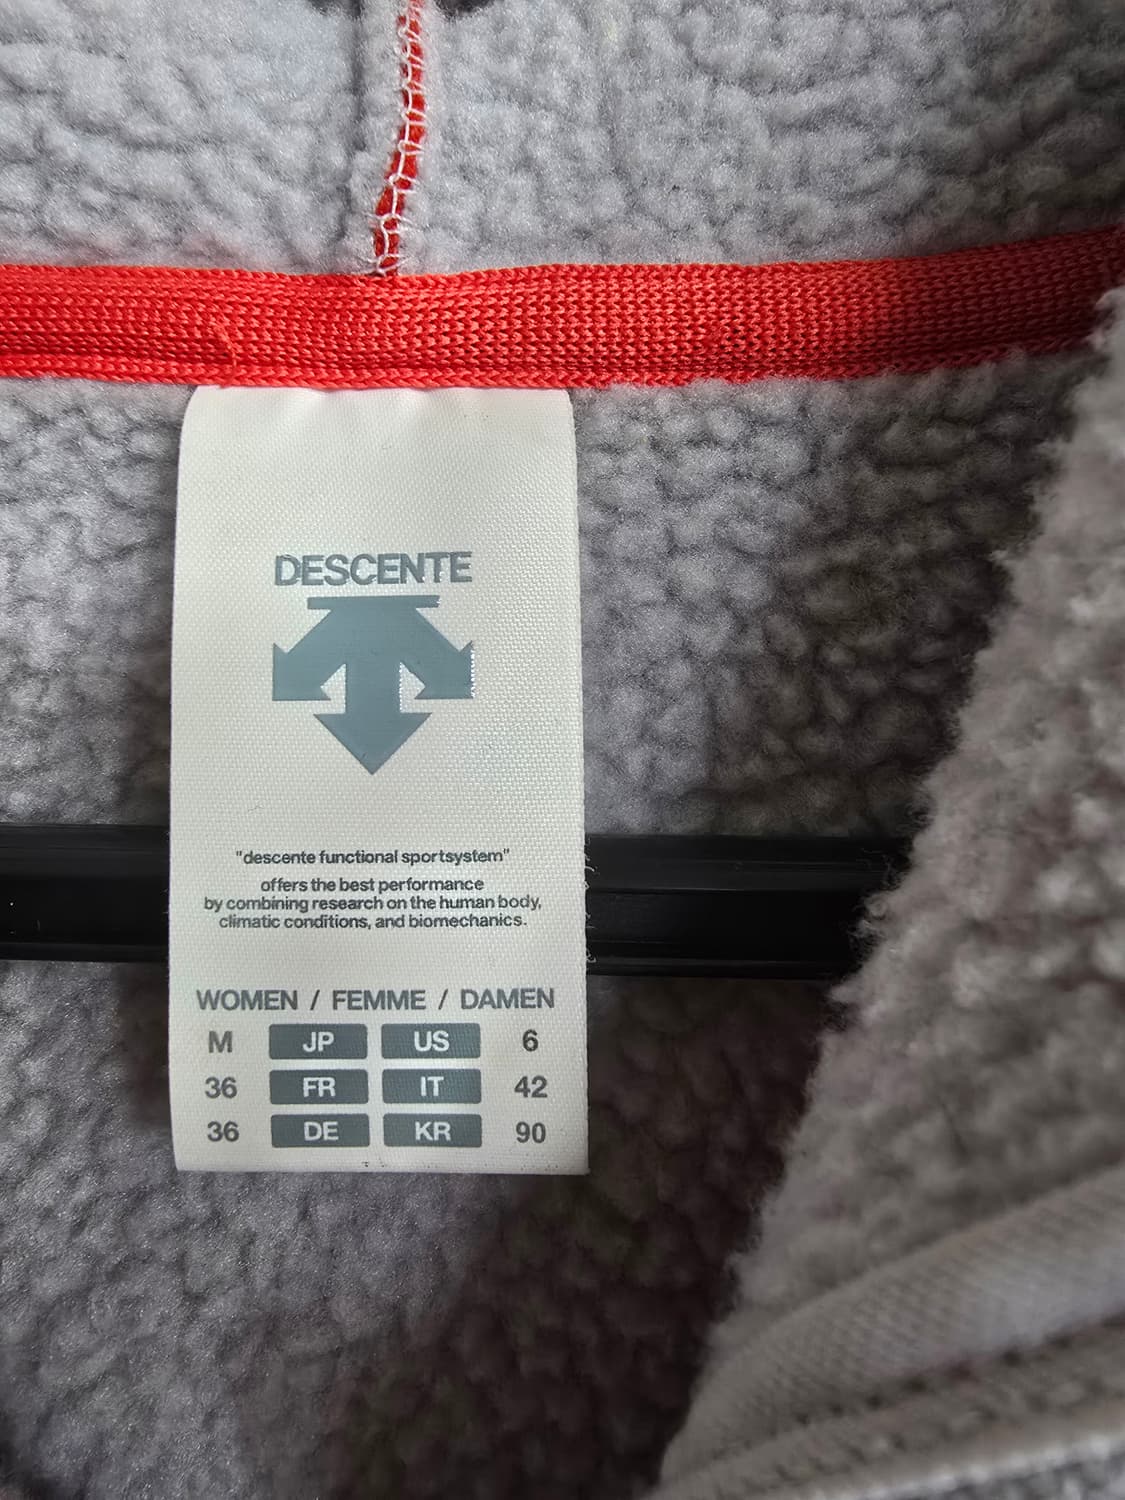 DESCENTE
"descente functional sportsystem"
offers the best performance
by combining research on the human body,
climatic conditions, and biomechanics.
WOMEN / FEMME / DAMEN
M JP US 6
36 FR IT 42
36 DE KR 90